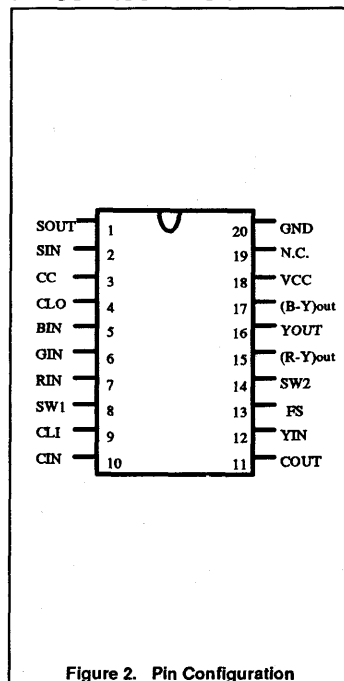 SOUT 1 20 GND
SIN 2 19 N.C.
CC 3 18 VCC
CLO 4 17 (B-Y)out
BIN 5 16 YOUT
GIN 6 15 (R-Y)out
RIN 7 14 SW2
SW1 8 13 FS
CLI 9 12 YIN
CIN 10 11 COUT
Figure 2. Pin Configuration